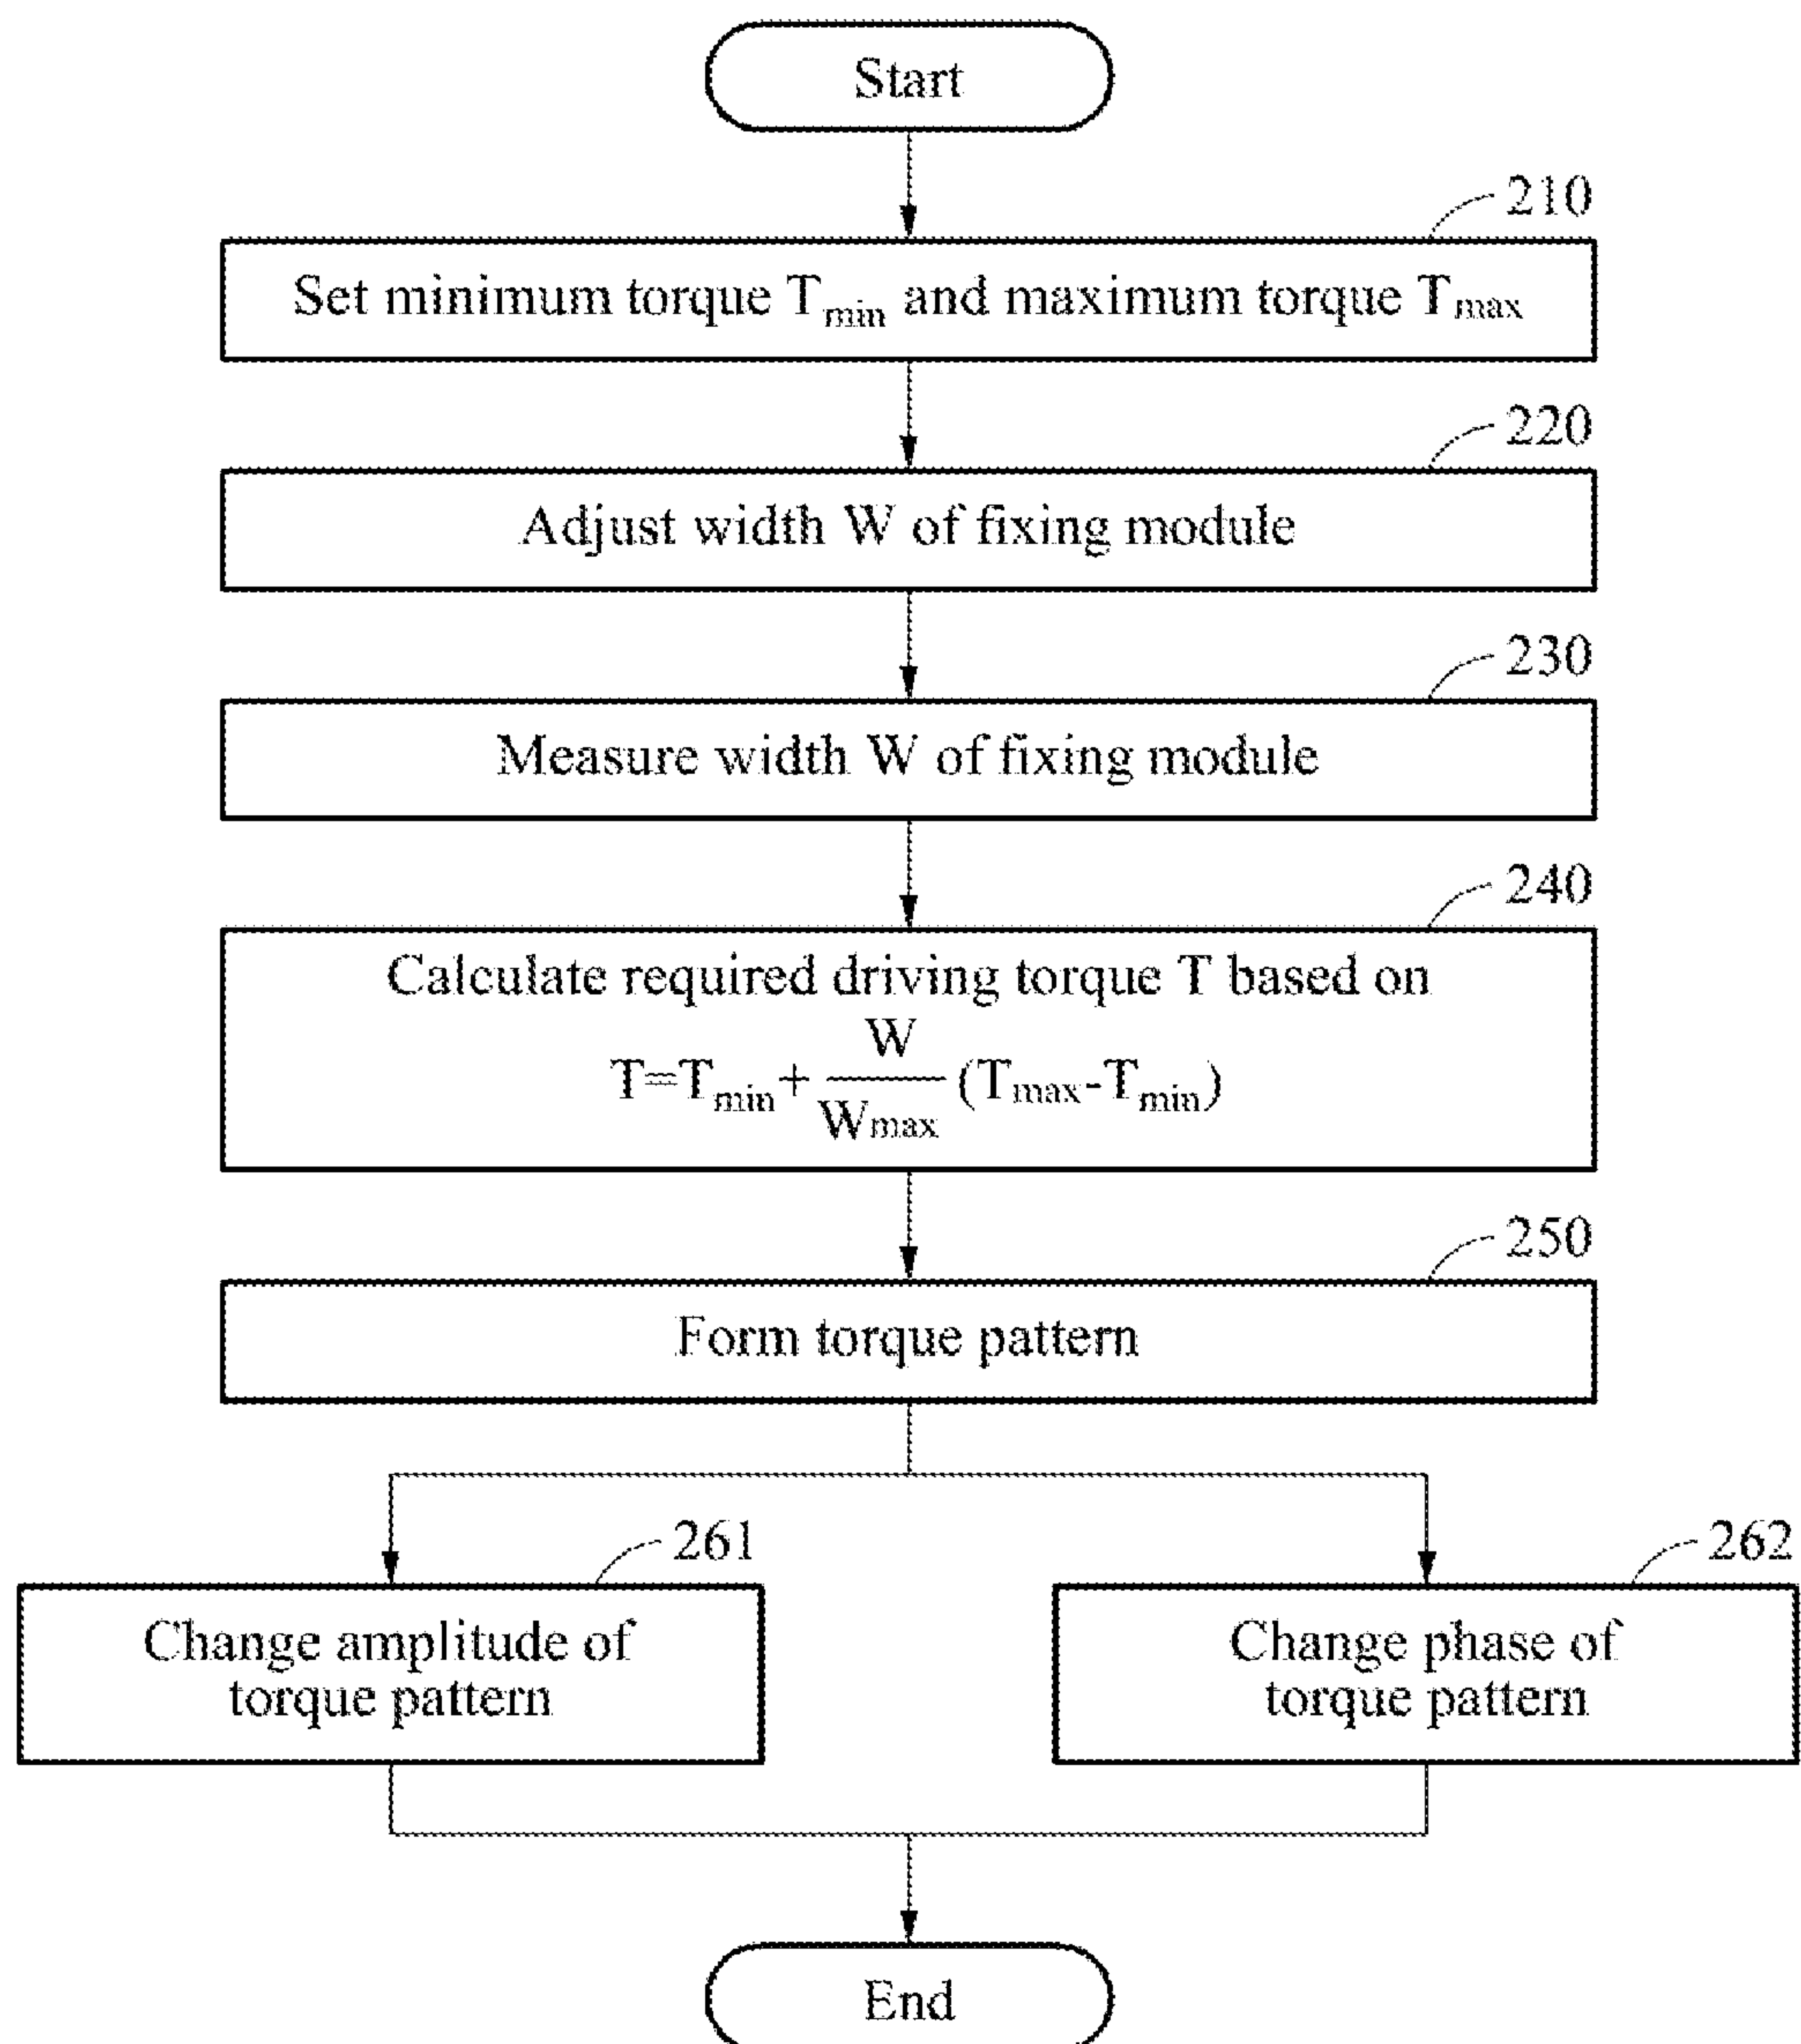 Start
210
Set minimum torque Tmin and maximum torque Tmax
220
Adjust width W of fixing module
230
Measure width W of fixing module
240
Calculate required driving torque T based on
T=Tmin+ W/Wmax (Tmax-Tmin)
250
Form torque pattern
261
Change amplitude of
torque pattern
262
Change phase of
torque pattern
End